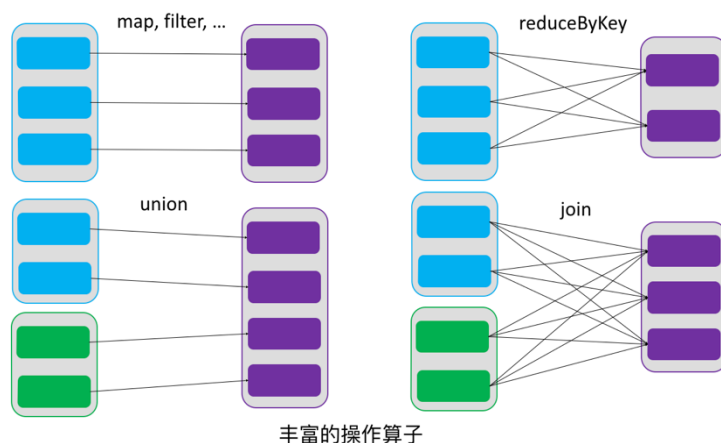 map, filter, ...
reduceByKey
union
join
丰富的操作算子